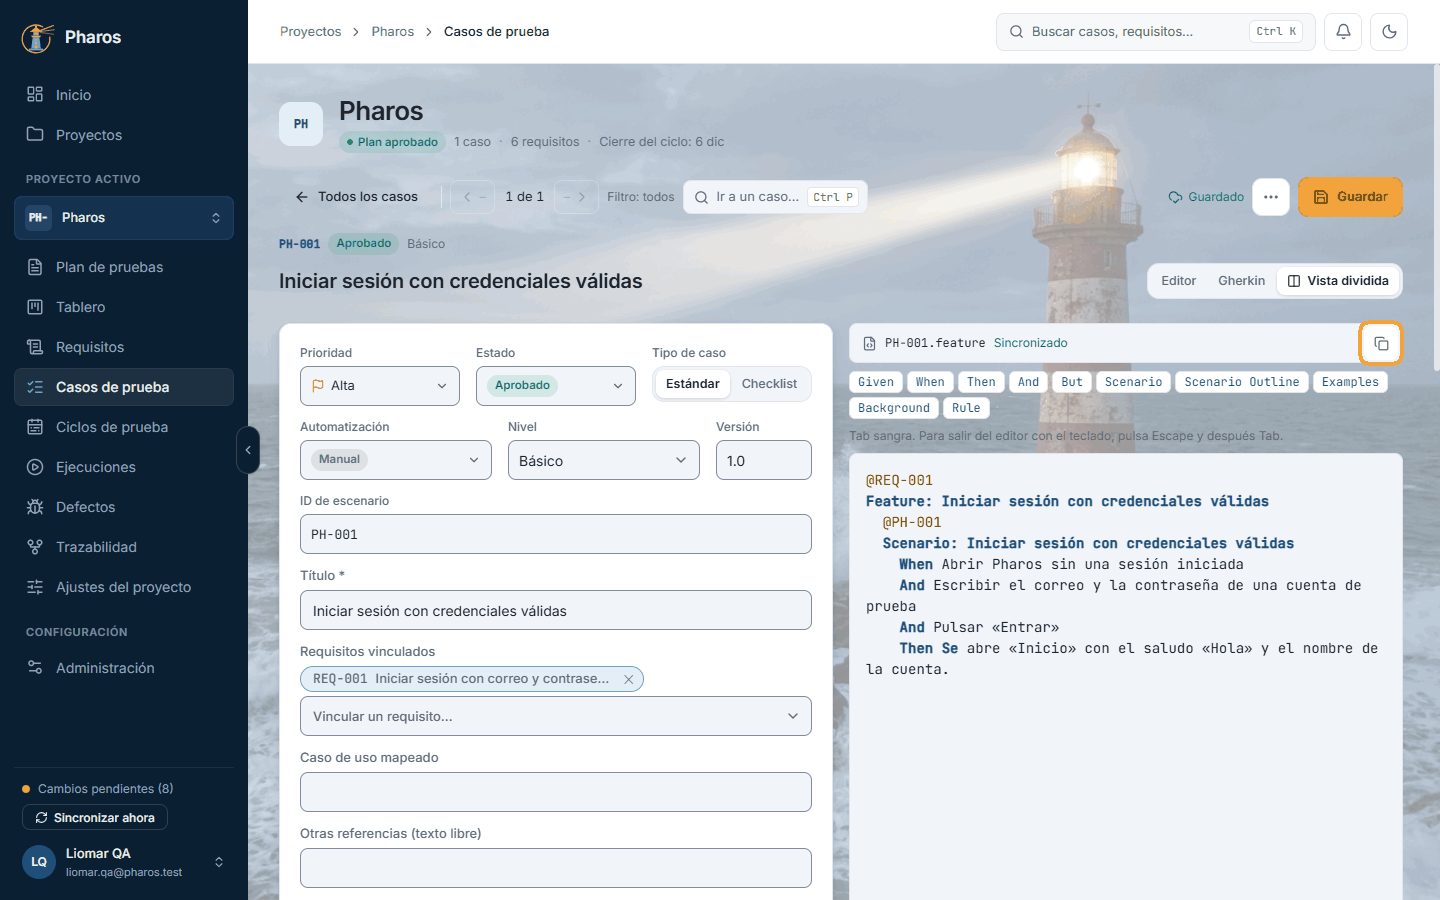 Pharos
Inicio
Proyectos
PROYECTO ACTIVO
PH- Pharos
Plan de pruebas
Tablero
Requisitos
Casos de prueba
Ciclos de prueba
Ejecuciones
Defectos
Trazabilidad
Ajustes del proyecto
CONFIGURACIÓN
Administración
Cambios pendientes (8)
Sincronizar ahora
LQ
Liomar QA
liomar.qa@pharos.test
Proyectos > Pharos > Casos de prueba
Buscar casos, requisitos... Ctrl K
PH
Pharos
Plan aprobado 1 caso · 6 requisitos · Cierre del ciclo: 6 dic
Todos los casos
1 de 1
Filtro: todos
Ir a un caso... Ctrl P
Guardado
Guardar
PH-001 Aprobado Básico
Iniciar sesión con credenciales válidas
Editor Gherkin Vista dividida
Prioridad Estado Tipo de caso
Alta Aprobado Estándar Checklist
Automatización Nivel Versión
Manual Básico 1.0
ID de escenario
PH-001
Título *
Iniciar sesión con credenciales válidas
Requisitos vinculados
REQ-001 Iniciar sesión con correo y contrase...
Vincular un requisito...
Caso de uso mapeado
Otras referencias (texto libre)
PH-001.feature Sincronizado
Given When Then And But Scenario Scenario Outline Examples
Background Rule
Tab sangra. Para salir del editor con el teclado, pulsa Escape y después Tab.
@REQ-001
Feature: Iniciar sesión con credenciales válidas
@PH-001
Scenario: Iniciar sesión con credenciales válidas
When Abrir Pharos sin una sesión iniciada
And Escribir el correo y la contraseña de una cuenta de
prueba
And Pulsar «Entrar»
Then Se abre «Inicio» con el saludo «Hola» y el nombre de
la cuenta.